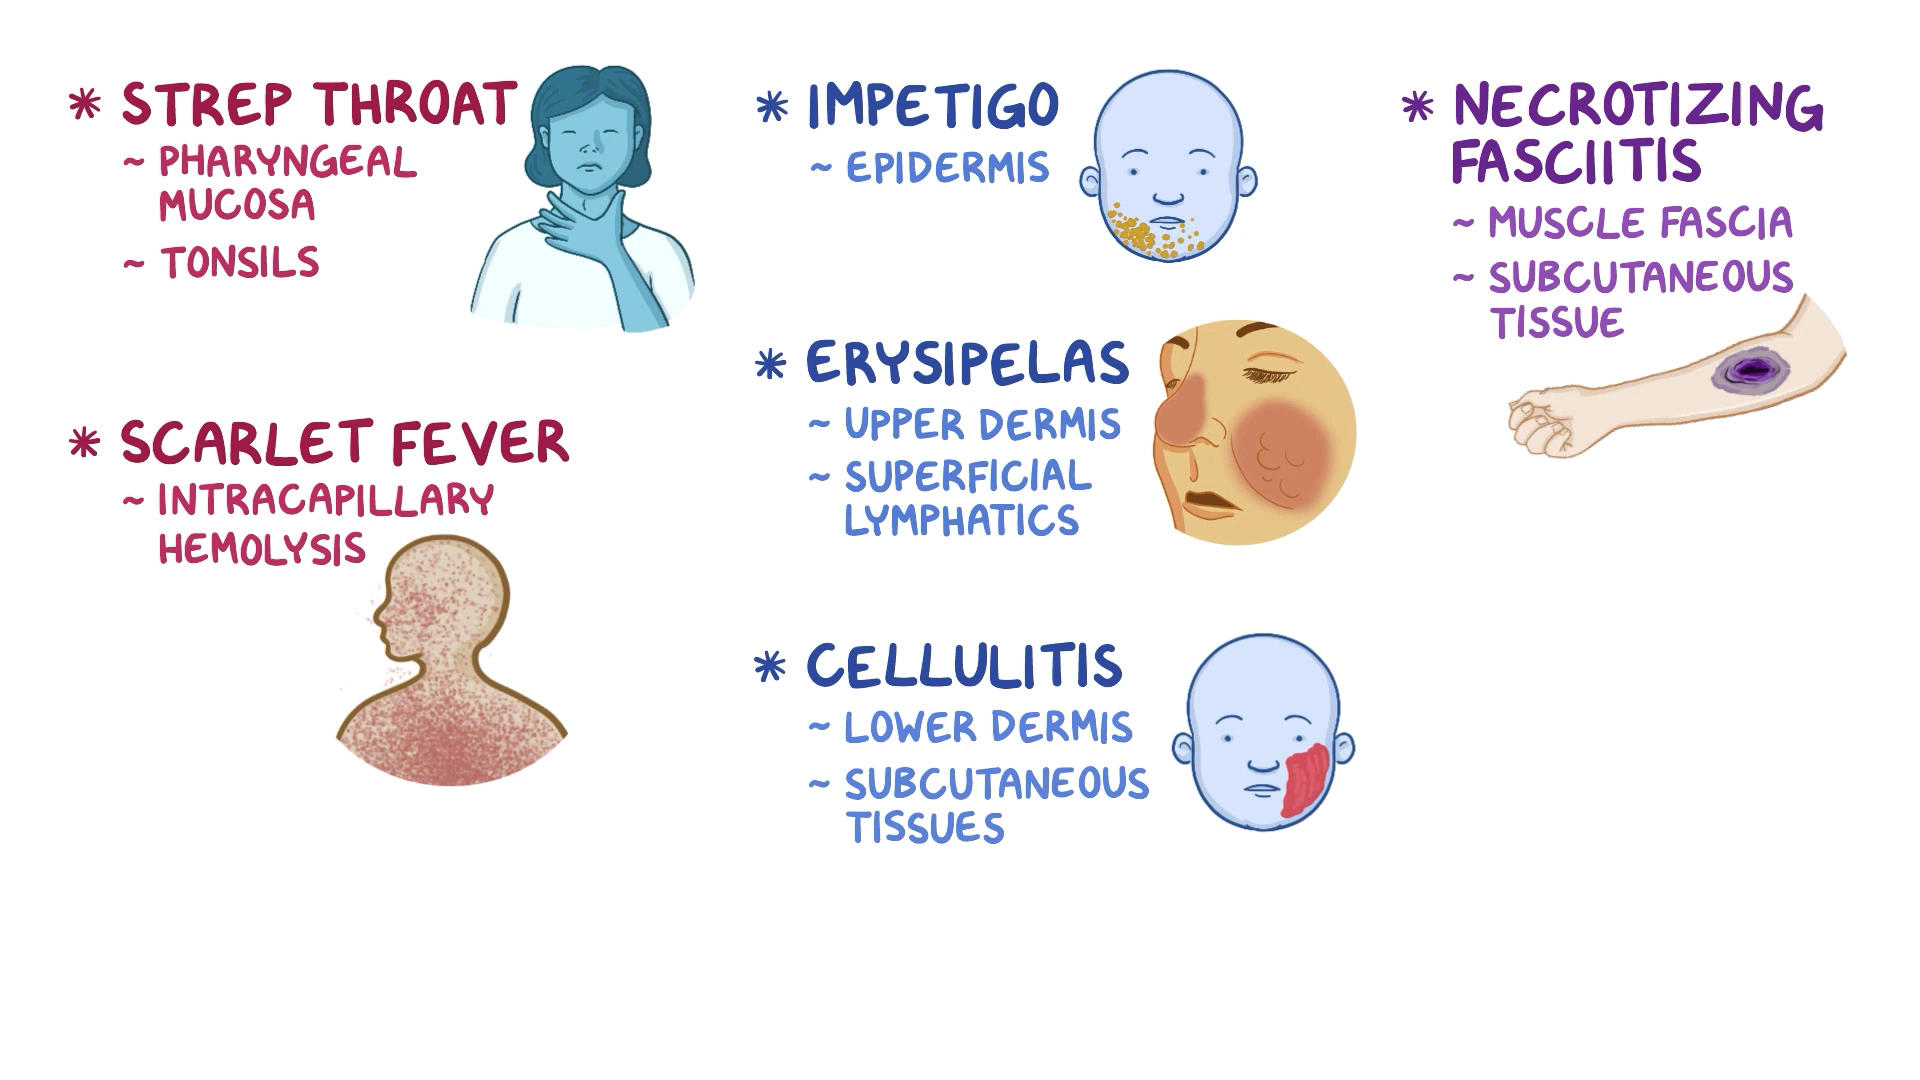 * STREP THROAT
~ PHARYNGEAL
MUCOSA
~ TONSILS
* SCARLET FEVER
~ INTRACAPILLARY
HEMOLYSIS
* IMPETIGO
~ EPIDERMIS
* ERYSIPELAS
~ UPPER DERMIS
~ SUPERFICIAL
LYMPHATICS
* CELLULITIS
~ LOWER DERMIS
~ SUBCUTANEOUS
TISSUES
* NECROTIZING
FASCIITIS
~ MUSCLE FASCIA
~ SUBCUTANEOUS
TISSUE